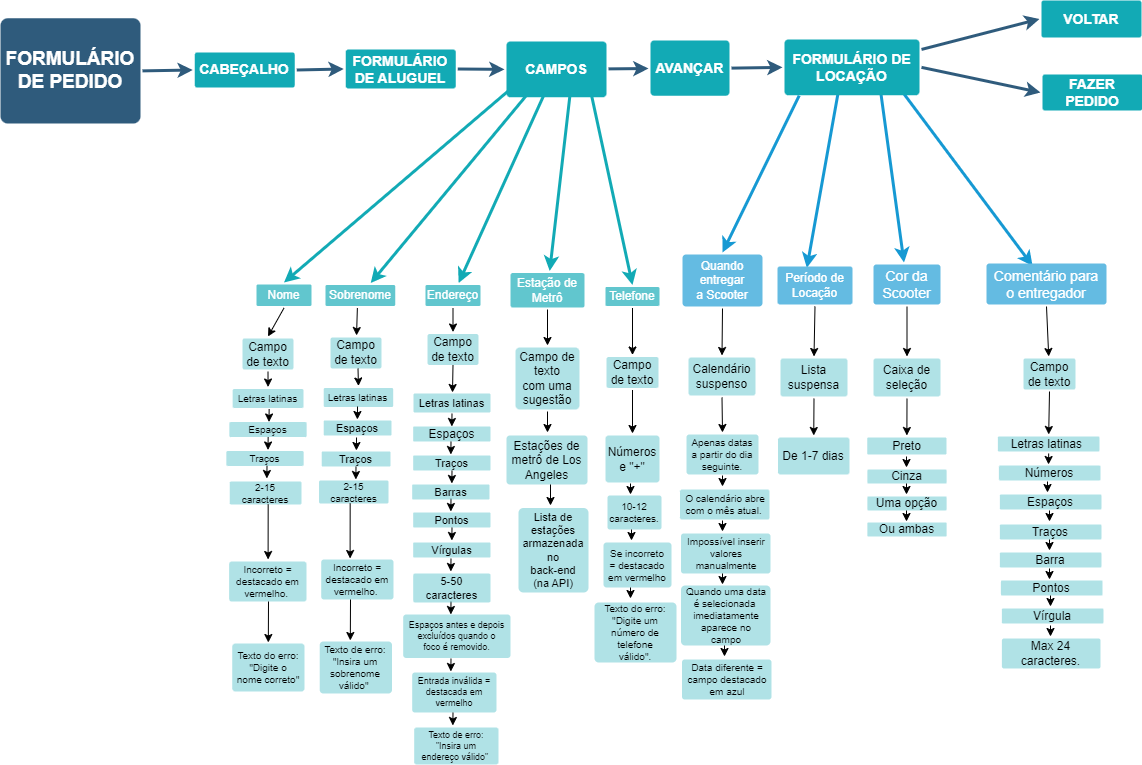 FORMULÁRIO
DE PEDIDO
CABEÇALHO
FORMULÁRIO
DE ALUGUEL
CAMPOS
AVANÇAR
FORMULÁRIO DE
LOCAÇÃO
VOLTAR
FAZER
PEDIDO
Nome
Campo
de texto
Letras latinas
Espaços
Traços
2-15
caracteres
Incorreto =
destacado em
vermelho.
Texto do erro:
"Digite o
nome correto"
Sobrenome
Campo
de texto
Letras latinas
Espaços
Traços
2-15
caracteres
Incorreto =
destacado em
vermelho.
Texto de erro:
"Insira um
sobrenome
válido"
Endereço
Campo
de texto
Letras latinas
Espaços
Traços
Barras
Pontos
Vírgulas
5-50
caracteres
Espaços antes e depois
excluídos quando o
foco é removido.
Entrada inválida =
destacada em
vermelho
Texto do erro:
"Insira um
endereço válido"
Estação de
Metrô
Campo de
texto
com uma
sugestão
Estações de
metrô de Los
Angeles
Lista de
estações
armazenada
no
back-end
(na API)
Telefone
Campo
de texto
Números
e "+"
10-12
caracteres.
Se incorreto
= destacado
em vermelho
Texto do erro:
"Digite um
número de
telefone
válido".
Quando
entregar
a Scooter
Calendário
suspenso
Apenas datas
a partir do dia
seguinte.
O calendário abre
com o mês atual.
Impossível inserir
valores
manualmente
Quando uma data
é selecionada
imediatamente
aparece no
campo
Data diferente =
campo destacado
em azul
Período de
Locação
Lista
suspensa
De 1-7 dias
Cor da
Scooter
Caixa de
seleção
Preto
Cinza
Uma opção
Ou ambas
Comentário para
o entregador
Campo
de texto
Letras latinas
Números
Espaços
Traços
Barra
Pontos
Vírgula
Max 24
caracteres.